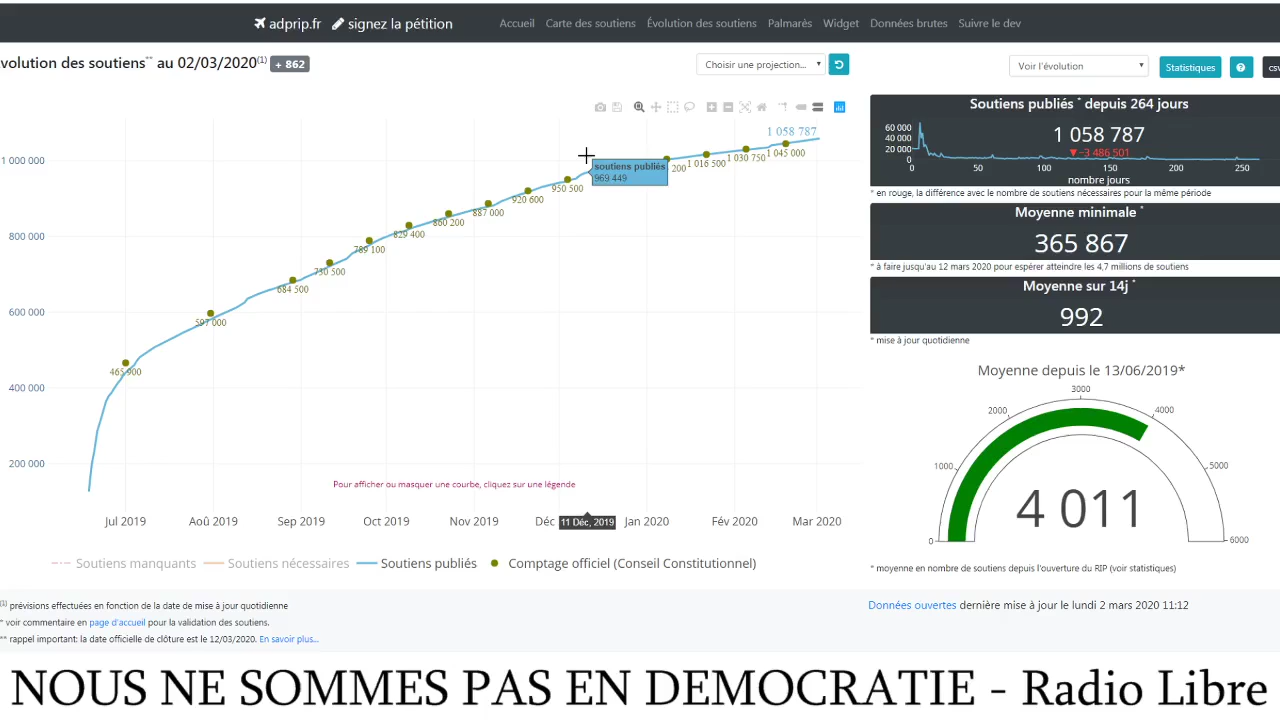 adprip.fr signez la pétition Accueil Carte des soutiens Évolution des soutiens Palmarès Widget Données brutes Suivre le dev
volution des soutiens** au 02/03/2020(1) + 862
Choisir une projection...
Voir l'évolution
Statistiques
?
csv
Soutiens publiés * depuis 264 jours
60 000
40 000
20 000
0
1 058 787
▼−3 486 501
0 50 100 150 200 250
nombre jours
* en rouge, la différence avec le nombre de soutiens nécessaires pour la même période
Moyenne minimale *
365 867
* à faire jusqu'au 12 mars 2020 pour espérer atteindre les 4,7 millions de soutiens
Moyenne sur 14j *
992
* mise à jour quotidienne
Moyenne depuis le 13/06/2019*
0
1000
2000
3000
4000
5000
6000
4 011
* moyenne en nombre de soutiens depuis l'ouverture du RIP (voir statistiques)
1 000 000
800 000
600 000
400 000
200 000
465 900
597 000
684 500
730 500
789 100
829 400
860 200
887 000
920 600
950 500
soutiens publiés
969 449
200
1 016 500
1 030 750
1 045 000
1 058 787
Pour afficher ou masquer une courbe, cliquez sur une légende
Jul 2019 Aoû 2019 Sep 2019 Oct 2019 Nov 2019 Déc 11 Déc, 2019 Jan 2020 Fév 2020 Mar 2020
Soutiens manquants Soutiens nécessaires Soutiens publiés Comptage officiel (Conseil Constitutionnel)
(1) prévisions effectuées en fonction de la date de mise à jour quotidienne
* voir commentaire en page d'accueil pour la validation des soutiens.
** rappel important: la date officielle de clôture est le 12/03/2020. En savoir plus...
Données ouvertes dernière mise à jour le lundi 2 mars 2020 11:12
NOUS NE SOMMES PAS EN DEMOCRATIE - Radio Libre